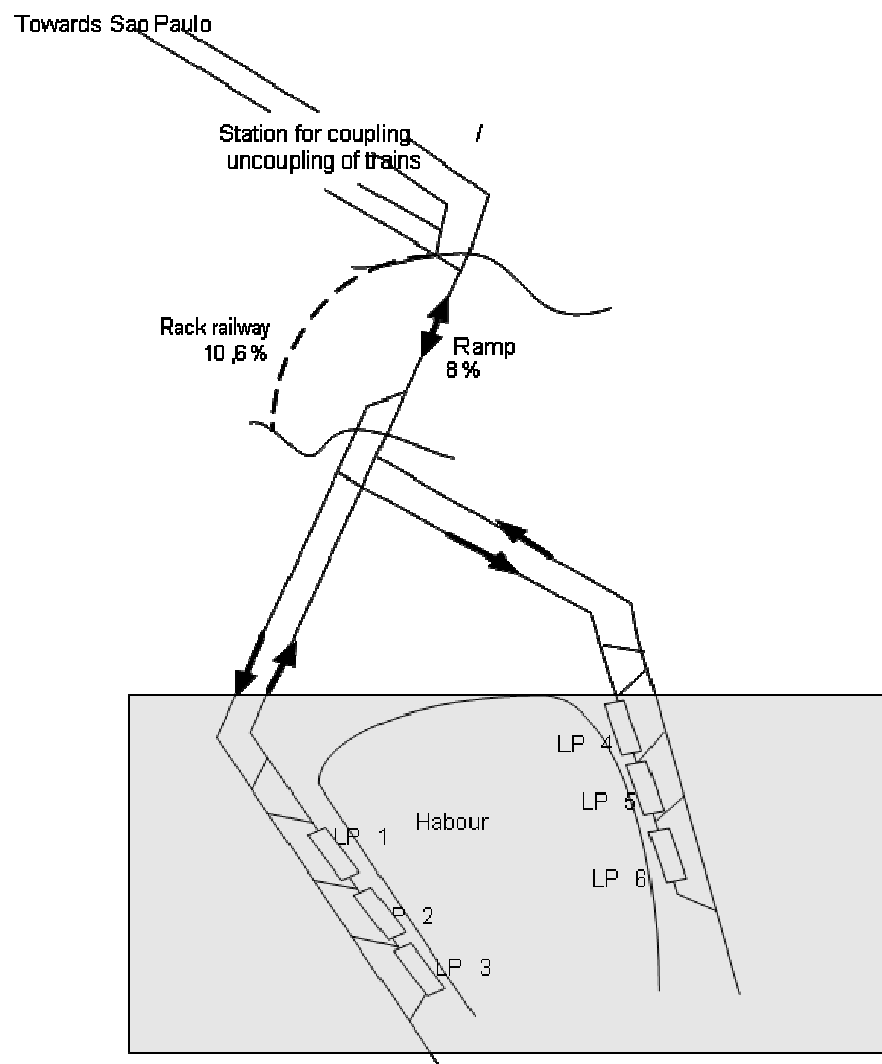 Towards Sao Paulo
Station for coupling /
uncoupling of trains
Rack railway
10,6%
Ramp
8%
LP 4
LP 5
Habour
LP 1
LP 6
P 2
LP 3